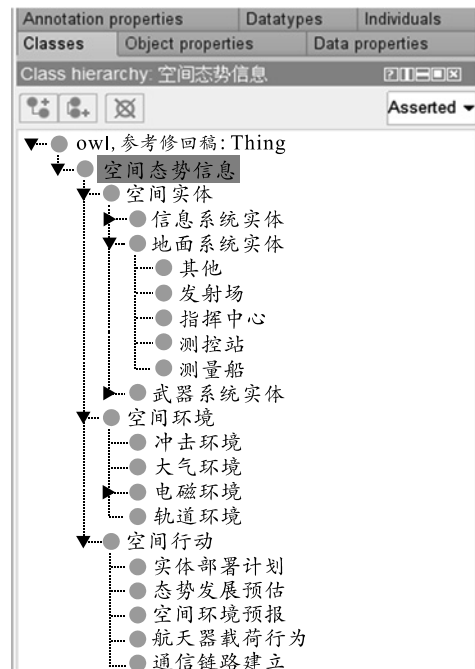 Annotation properties Datatypes Individuals
Classes Object properties Data properties
Class hierarchy: 空间态势信息
Asserted
owl,参考修回稿: Thing
空间态势信息
空间实体
信息系统实体
地面系统实体
其他
发射场
指挥中心
测控站
测量船
武器系统实体
空间环境
冲击环境
大气环境
电磁环境
轨道环境
空间行动
实体部署计划
态势发展预估
空间环境预报
航天器载荷行为
通信链路建立